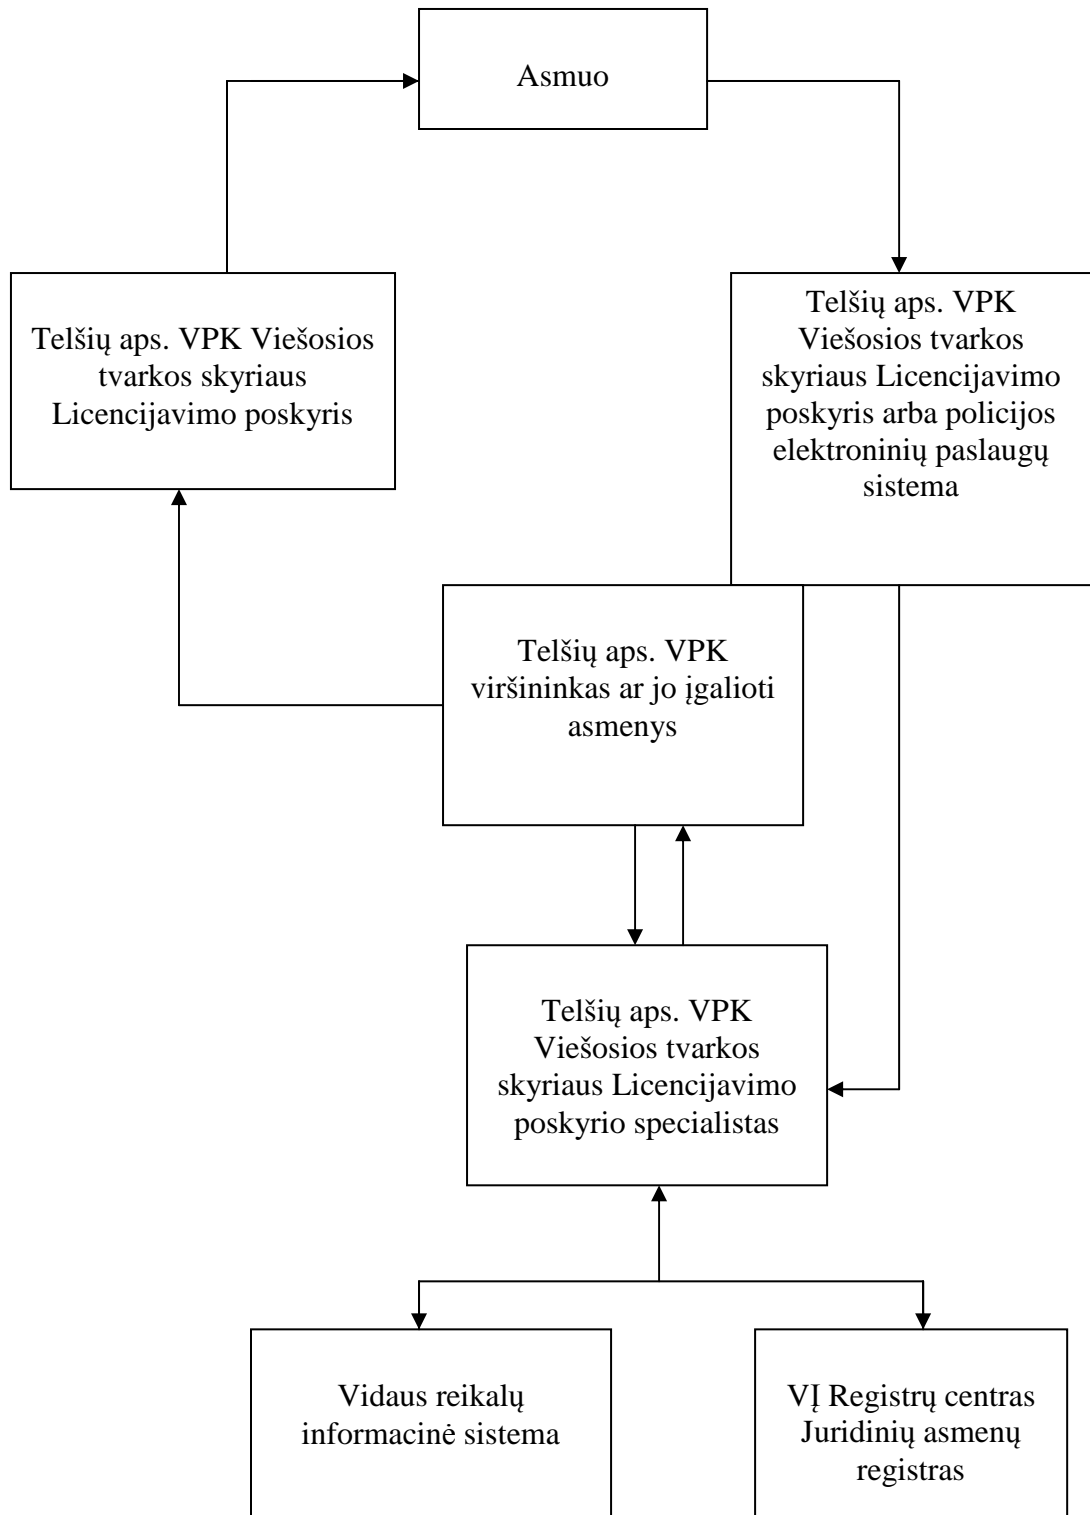 Asmuo
Telšių aps. VPK Viešosios
tvarkos skyriaus
Licencijavimo poskyris
Telšių aps. VPK
Viešosios tvarkos
skyriaus Licencijavimo
poskyris arba policijos
elektroninių paslaugų
sistema
Telšių aps. VPK
viršininkas ar jo įgalioti
asmenys
Telšių aps. VPK
Viešosios tvarkos
skyriaus Licencijavimo
poskyrio specialistas
Vidaus reikalų
informacinė sistema
VĮ Registrų centras
Juridinių asmenų
registras